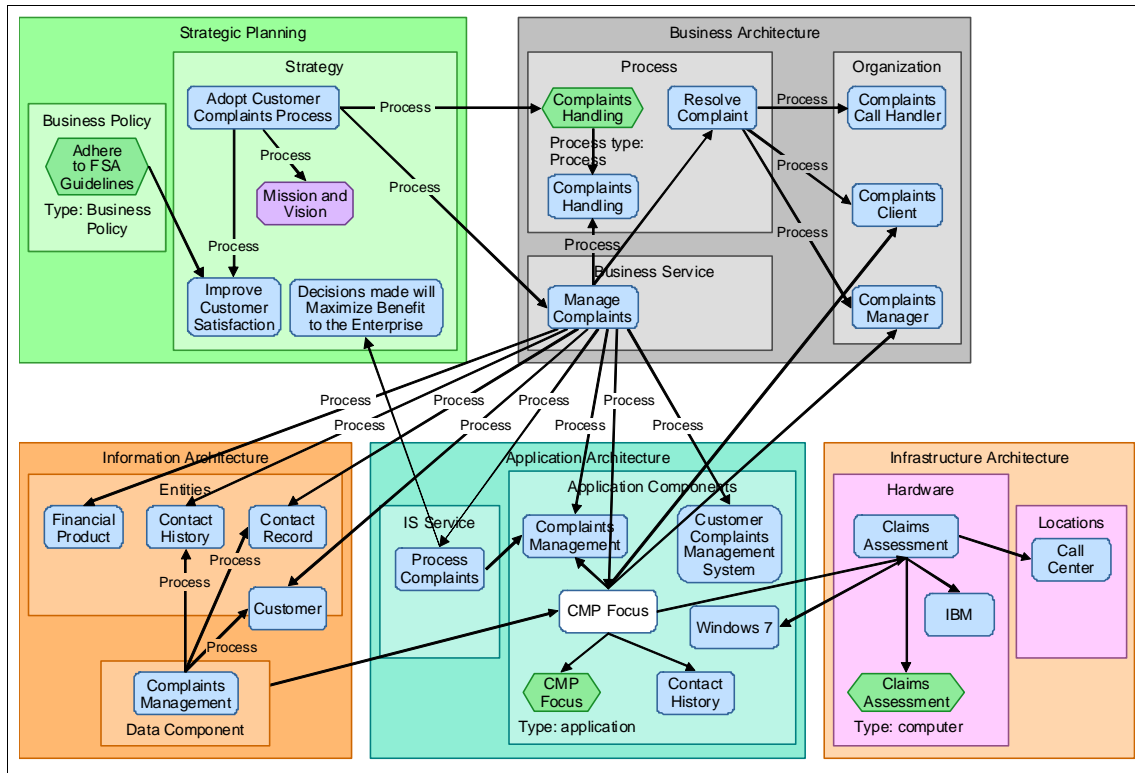 Strategic Planning
Strategy
Adopt Customer
Complaints Process
Process
Business Policy
Adhere
to FSA
Guidelines
Type: Business
Policy
Process
Mission and
Vision
Process
Process
Improve
Customer
Satisfaction
Decisions made will
Maximize Benefit
to the Enterprise
Business Architecture
Process
Complaints
Handling
Process type:
Process
Complaints
Handling
Process
Resolve
Complaint
Process
Process
Process
Organization
Complaints
Call Handler
Complaints
Client
Complaints
Manager
Business Service
Manage
Complaints
Process
Process
Process
Process
Process
Process
Information Architecture
Entities
Financial
Product
Contact
History
Contact
Record
Process
Process
Customer
Process
Complaints
Management
Data Component
Application Architecture
Application Components
IS Service
Process
Complaints
Complaints
Management
Customer
Complaints
Management
System
CMP Focus
Windows 7
CMP
Focus
Type: application
Contact
History
Infrastructure Architecture
Hardware
Claims
Assessment
IBM
Claims
Assessment
Type: computer
Locations
Call
Center